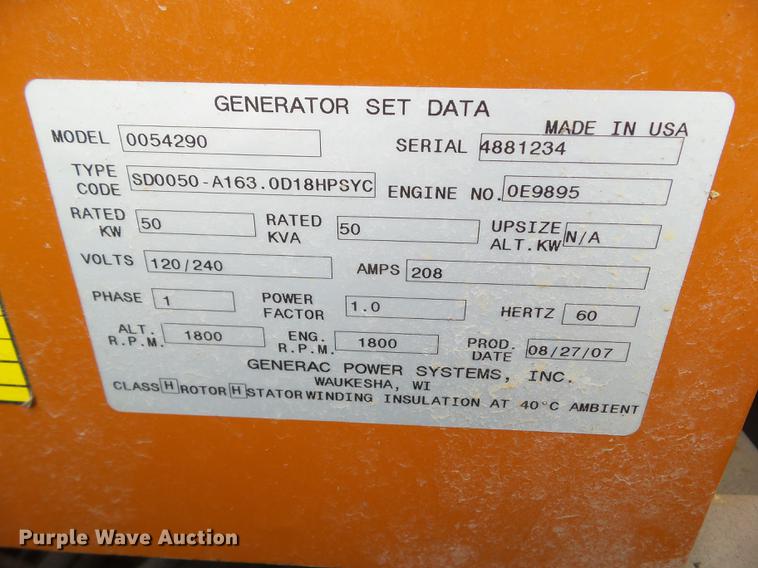 GENERATOR SET DATA
MADE IN USA
MODEL 0054290 SERIAL 4881234
TYPE CODE SD0050-A163.0D18HPSYC ENGINE NO. 0E9895
RATED KW 50 RATED KVA 50 UPSIZE ALT.KW N/A
VOLTS 120/240 AMPS 208
PHASE 1 POWER FACTOR 1.0 HERTZ 60
ALT. R.P.M. 1800 ENG. R.P.M. 1800 PROD. DATE 08/27/07
GENERAC POWER SYSTEMS, INC.
WAUKESHA, WI
CLASS H ROTOR H STATOR WINDING INSULATION AT 40°C AMBIENT
Purple Wave Auction